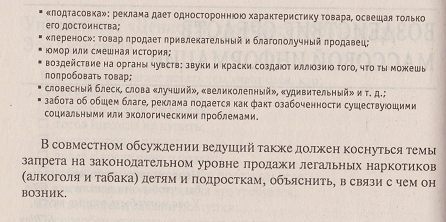 • «подтасовка»: реклама дает одностороннюю характеристику товара, освещая только
его достоинства;
• «перенос»: товар продает привлекательный и благополучный продавец;
• юмор или смешная история;
• воздействие на органы чувств: звуки и краски создают иллюзию того, что ты можешь
попробовать товар;
• словесный блеск, слова «лучший», «великолепный», «удивительный» и т. д.;
• забота об общем благе, реклама подается как факт озабоченности существующими
социальными или экологическими проблемами.
В совместном обсуждении ведущий также должен коснуться темы
запрета на законодательном уровне продажи легальных наркотиков
(алкоголя и табака) детям и подросткам, объяснить, в связи с чем он
возник.